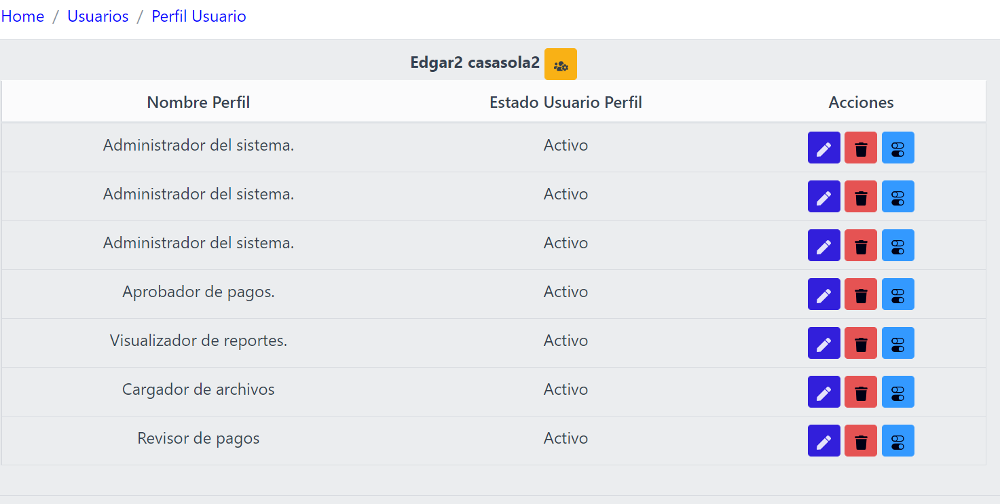 Home / Usuarios / Perfil Usuario
Edgar2 casasola2
Nombre Perfil Estado Usuario Perfil Acciones
Administrador del sistema. Activo
Administrador del sistema. Activo
Administrador del sistema. Activo
Aprobador de pagos. Activo
Visualizador de reportes. Activo
Cargador de archivos Activo
Revisor de pagos Activo